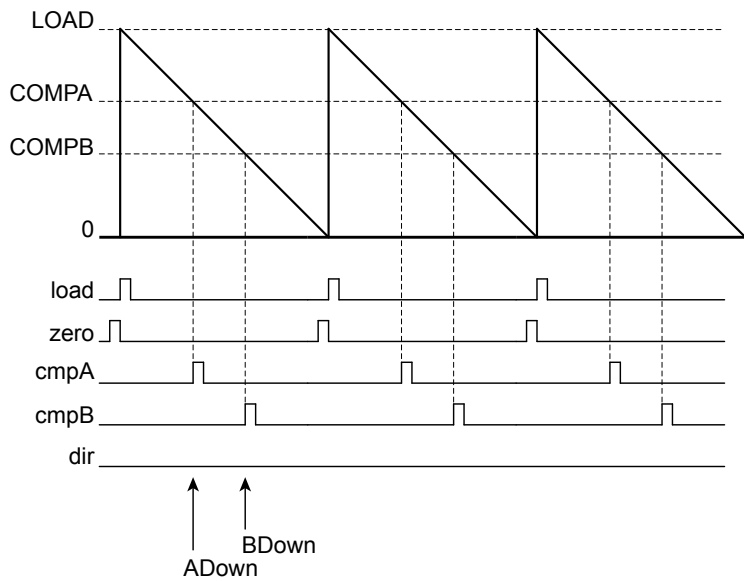 LOAD
COMPA
COMPB
0
load
zero
cmpA
cmpB
dir
BDown
ADown